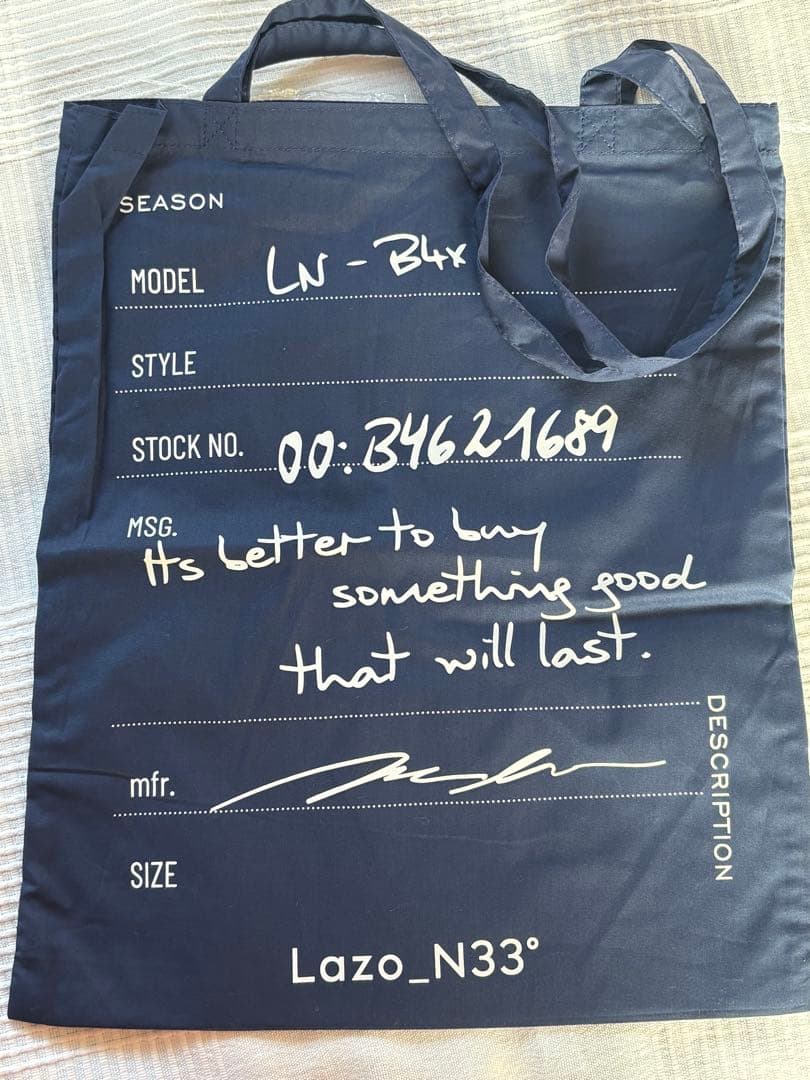 SEASON
MODEL LN - B4x
STYLE
STOCK NO. 00:B4621689
MSG.
Its better to buy
something good
that will last.
mfr.
DESCRIPTION
SIZE
Lazo_N33°